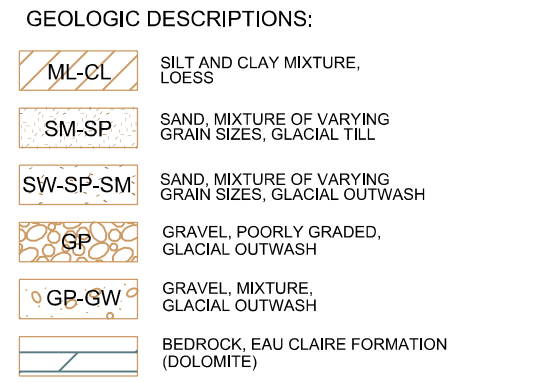 GEOLOGIC DESCRIPTIONS:
ML-CL
SILT AND CLAY MIXTURE,
LOESS
SM-SP
SAND, MIXTURE OF VARYING
GRAIN SIZES, GLACIAL TILL
SW-SP-SM
SAND, MIXTURE OF VARYING
GRAIN SIZES, GLACIAL OUTWASH
GP
GRAVEL, POORLY GRADED,
GLACIAL OUTWASH
GP-GW
GRAVEL, MIXTURE,
GLACIAL OUTWASH
BEDROCK, EAU CLAIRE FORMATION
(DOLOMITE)